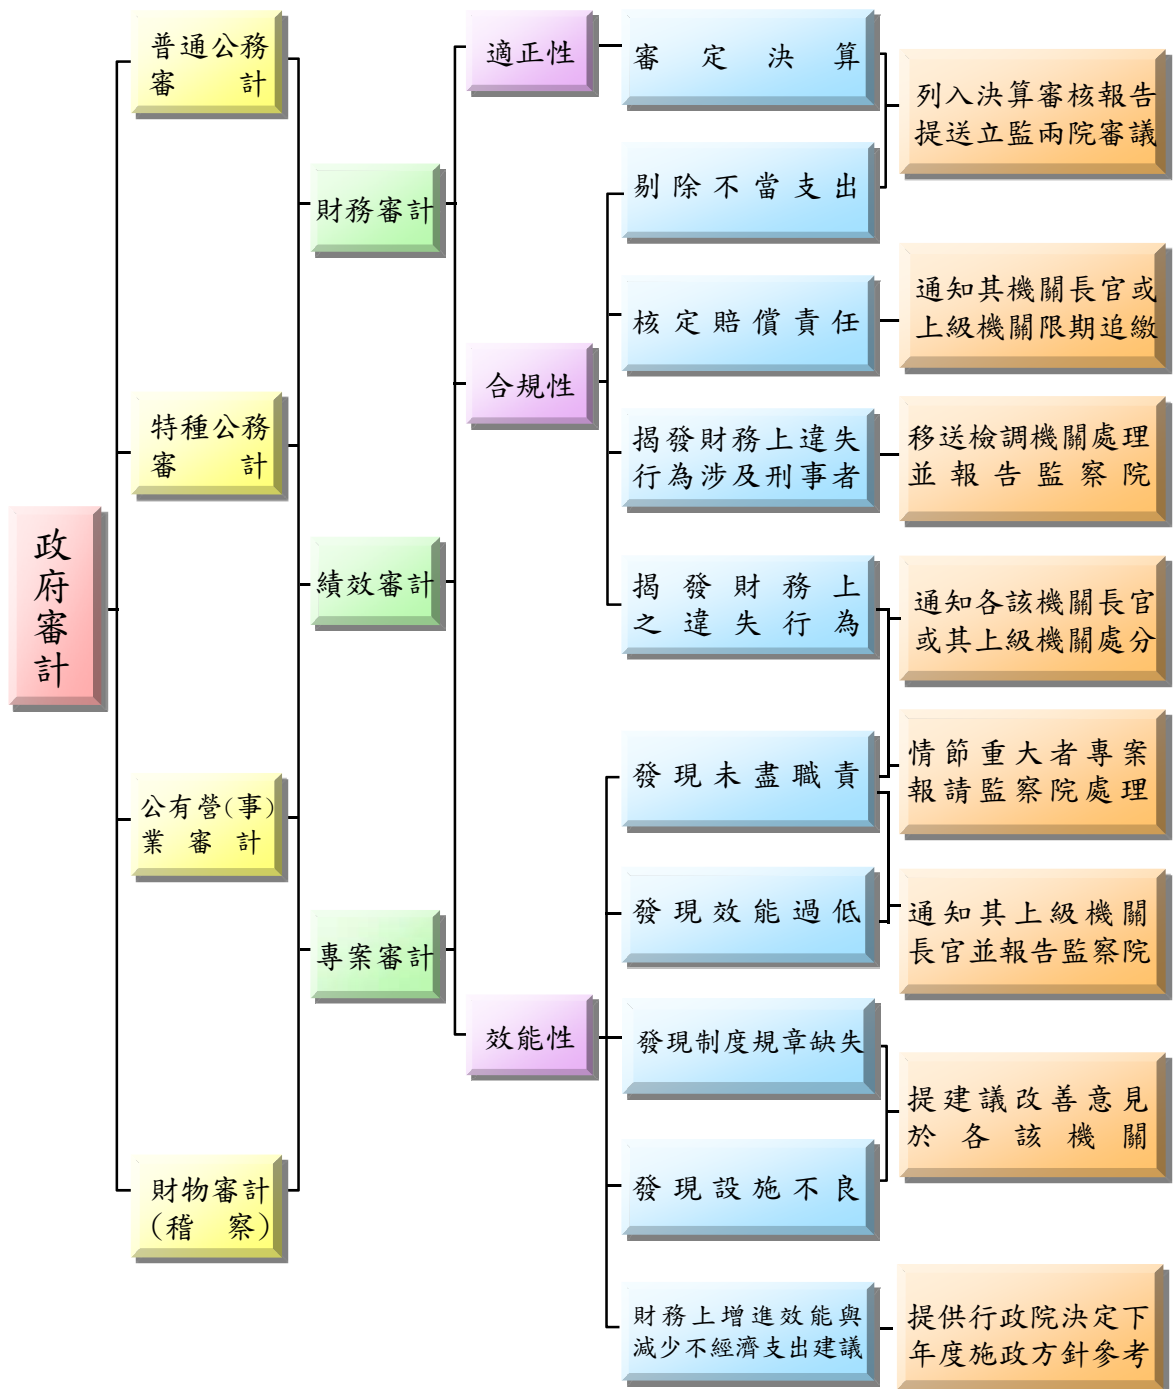 政府審計
普通公務
審計
特種公務
審計
公有營(事)
業審計
財物審計
(稽察)
財務審計
績效審計
專案審計
適正性
合規性
效能性
審定決算
剔除不當支出
核定賠償責任
揭發財務上違失
行為涉及刑事者
揭發財務上
之違失行為
發現未盡職責
發現效能過低
發現制度規章缺失
發現設施不良
財務上增進效能與
減少不經濟支出建議
列入決算審核報告
提送立監兩院審議
通知其機關長官或
上級機關限期追繳
移送檢調機關處理
並報告監察院
通知各該機關長官
或其上級機關處分
情節重大者專案
報請監察院處理
通知其上級機關
長官並報告監察院
提建議改善意見
於各該機關
提供行政院決定下
年度施政方針參考